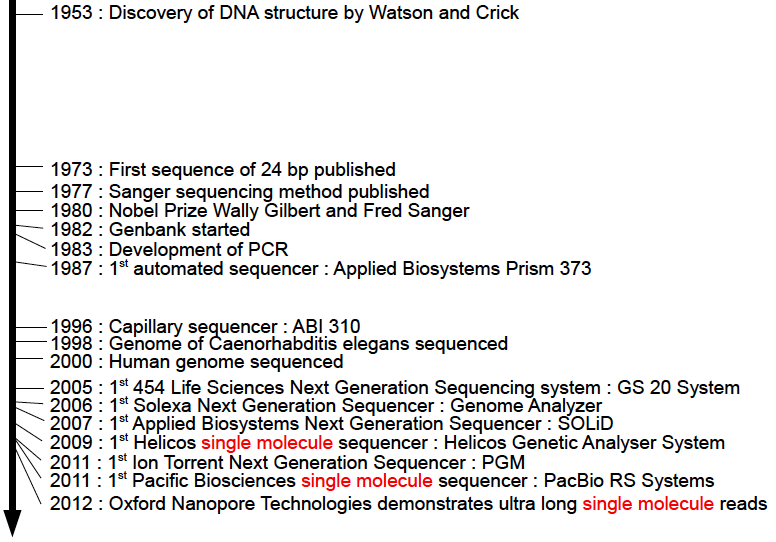 1953 : Discovery of DNA structure by Watson and Crick
1973 : First sequence of 24 bp published
1977 : Sanger sequencing method published
1980 : Nobel Prize Wally Gilbert and Fred Sanger
1982 : Genbank started
1983 : Development of PCR
1987 : 1st automated sequencer : Applied Biosystems Prism 373
1996 : Capillary sequencer : ABI 310
1998 : Genome of Caenorhabditis elegans sequenced
2000 : Human genome sequenced
2005 : 1st 454 Life Sciences Next Generation Sequencing system : GS 20 System
2006 : 1st Solexa Next Generation Sequencer : Genome Analyzer
2007 : 1st Applied Biosystems Next Generation Sequencer : SOLiD
2009 : 1st Helicos single molecule sequencer : Helicos Genetic Analyser System
2011 : 1st Ion Torrent Next Generation Sequencer : PGM
2011 : 1st Pacific Biosciences single molecule sequencer : PacBio RS Systems
2012 : Oxford Nanopore Technologies demonstrates ultra long single molecule reads